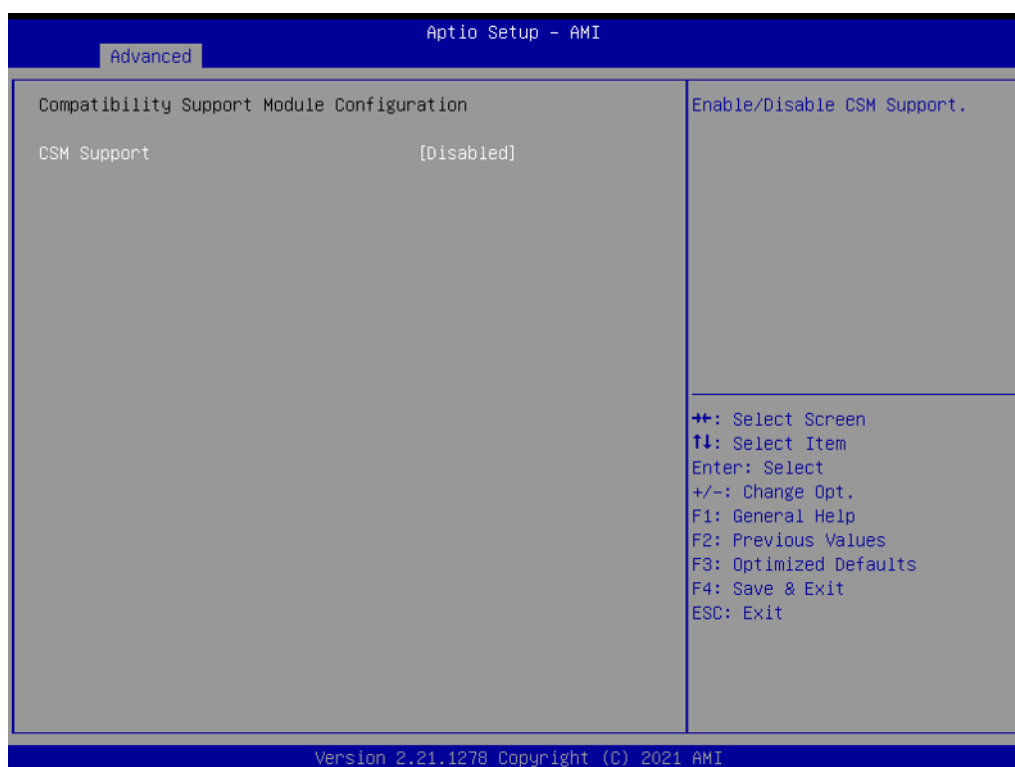 Aptio Setup – AMI
Advanced
Compatibility Support Module Configuration
CSM Support [Disabled]
Enable/Disable CSM Support.
→←: Select Screen
↑↓: Select Item
Enter: Select
+/-: Change Opt.
F1: General Help
F2: Previous Values
F3: Optimized Defaults
F4: Save & Exit
ESC: Exit
Version 2.21.1278 Copyright (C) 2021 AMI